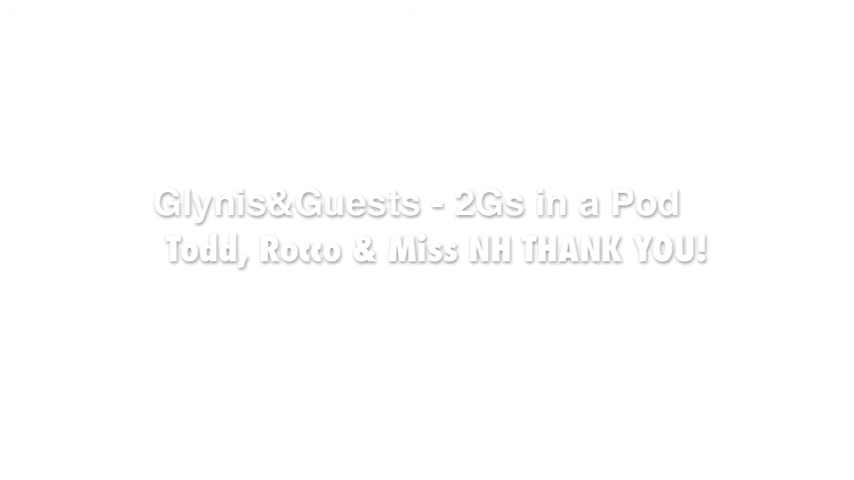 Glynis&Guests - 2Gs in a Pod
Todd, Rocco & Miss NH THANK YOU!